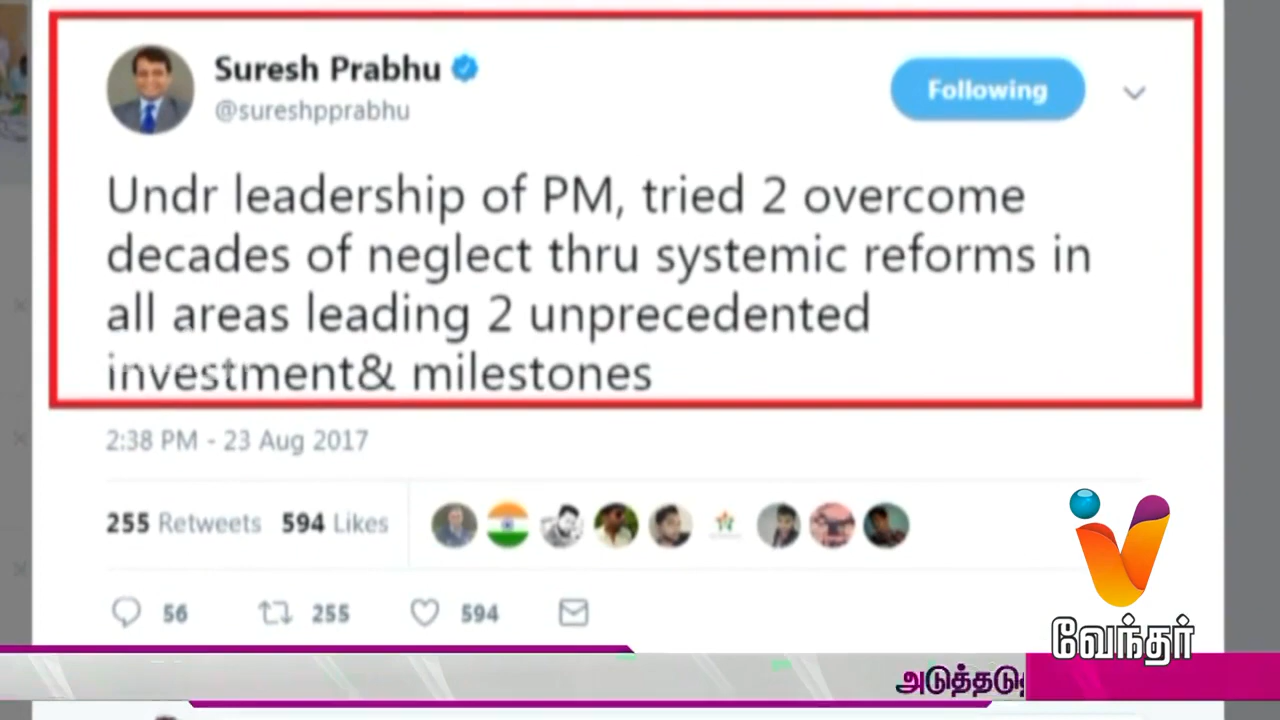 Suresh Prabhu
@sureshpprabhu
Following
Undr leadership of PM, tried 2 overcome
decades of neglect thru systemic reforms in
all areas leading 2 unprecedented
investment& milestones
2:38 PM - 23 Aug 2017
255 Retweets 594 Likes
56 255 594
வேந்தர்